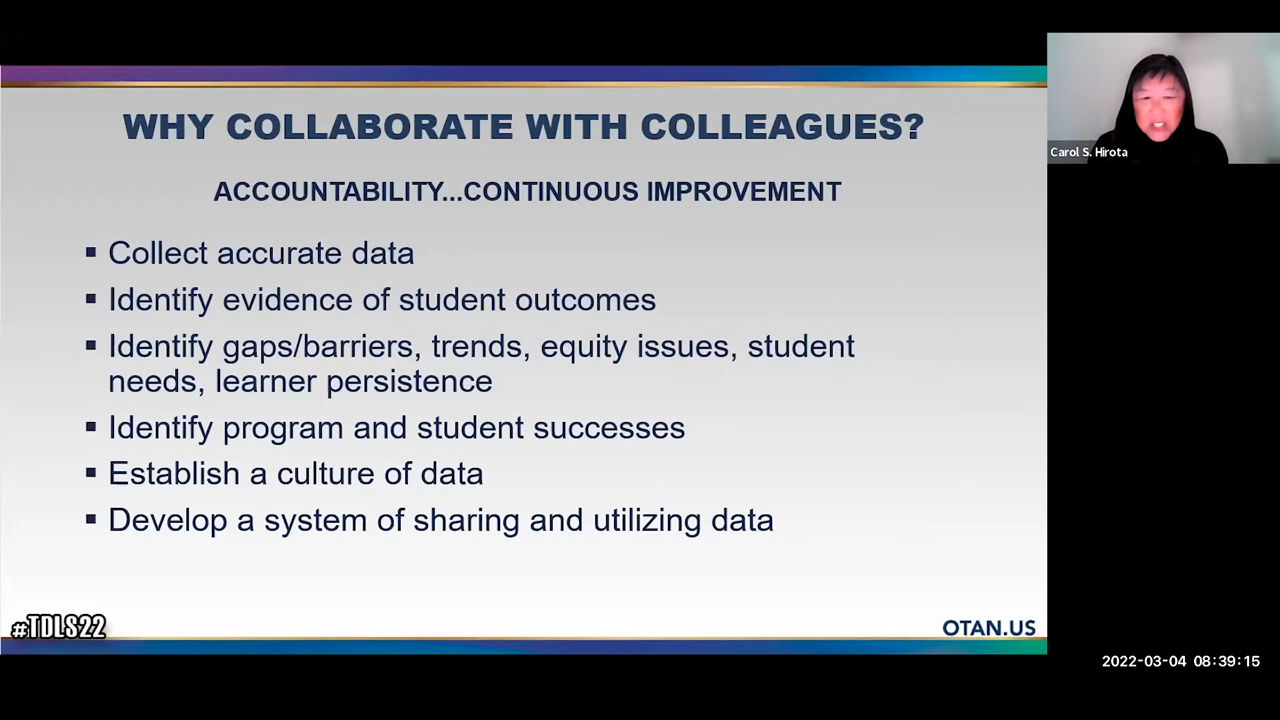 WHY COLLABORATE WITH COLLEAGUES?
ACCOUNTABILITY...CONTINUOUS IMPROVEMENT
▪ Collect accurate data
▪ Identify evidence of student outcomes
▪ Identify gaps/barriers, trends, equity issues, student
needs, learner persistence
▪ Identify program and student successes
▪ Establish a culture of data
▪ Develop a system of sharing and utilizing data
#TDLS22
OTAN.US
Carol S. Hirota
2022-03-04 08:39:15